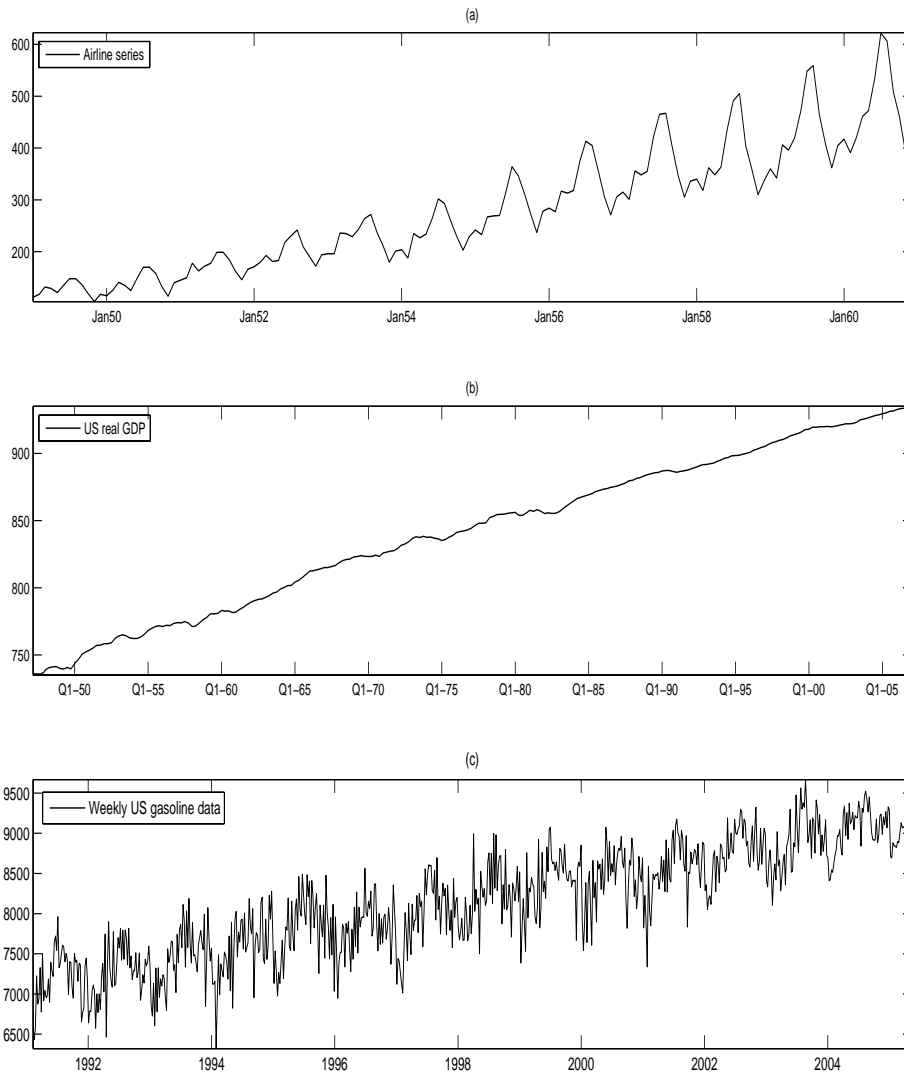 (a)
Airline series
600
500
400
300
200
Jan50 Jan52 Jan54 Jan56 Jan58 Jan60
(b)
US real GDP
900
850
800
750
Q1−50 Q1−55 Q1−60 Q1−65 Q1−70 Q1−75 Q1−80 Q1−85 Q1−90 Q1−95 Q1−00 Q1−05
(c)
Weekly US gasoline data
9500
9000
8500
8000
7500
7000
6500
1992 1994 1996 1998 2000 2002 2004